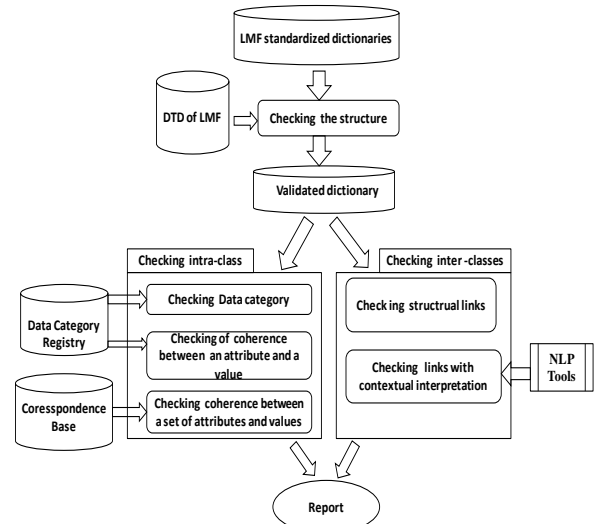 LMF standardized dictionaries
DTD of LMF
Checking the structure
Validated dictionary
Checking intra-class
Checking inter-classes
Checking Data category
Checking structrual links
Data Category
Registry
Checking of coherence
between an attribute and a
value
Checking links with
contextual interpretation
NLP
Tools
Coresspondence
Base
Checking coherence between
a set of attributes and values
Report